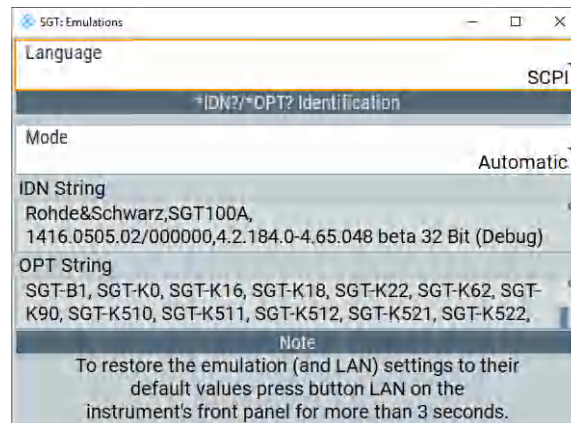 SGT: Emulations
Language
SCPI
*IDN?/*OPT? Identification
Mode
Automatic
IDN String
Rohde&Schwarz,SGT100A,
1416.0505.02/000000,4.2.184.0-4.65.048 beta 32 Bit (Debug)
OPT String
SGT-B1, SGT-K0, SGT-K16, SGT-K18, SGT-K22, SGT-K62, SGT-
K90, SGT-K510, SGT-K511, SGT-K512, SGT-K521, SGT-K522,
Note
To restore the emulation (and LAN) settings to their
default values press button LAN on the
instrument's front panel for more than 3 seconds.